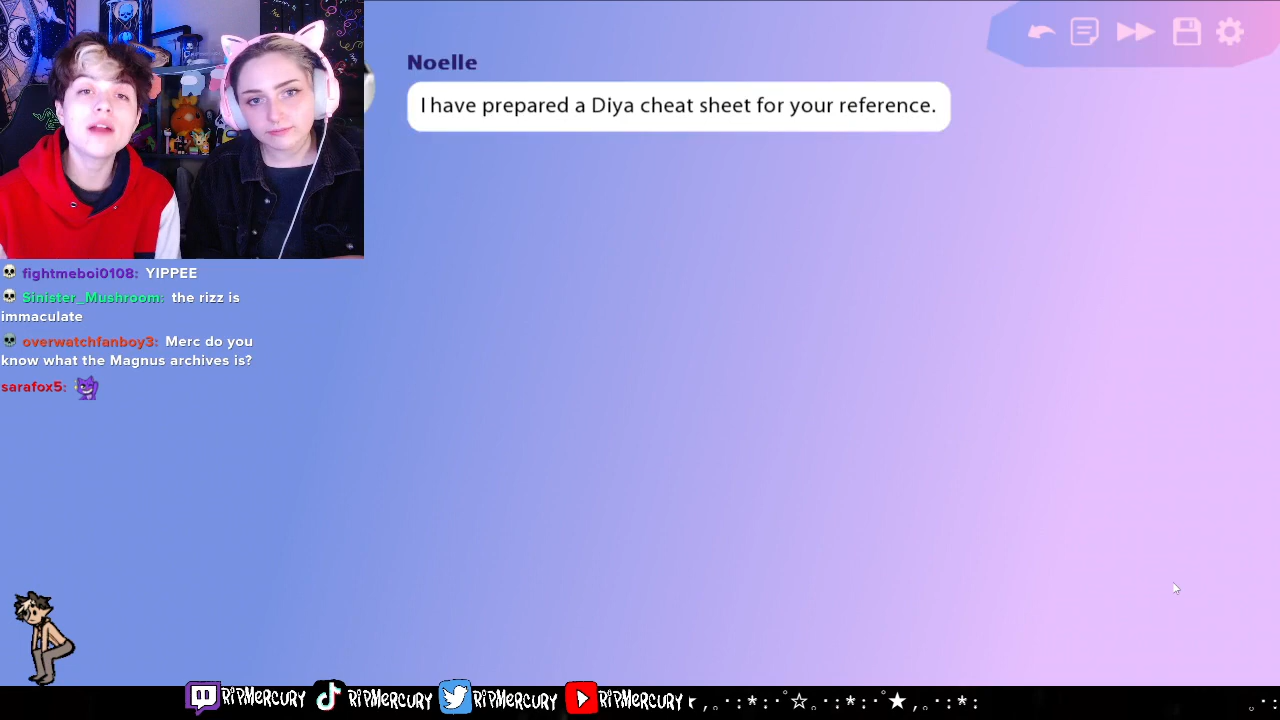 Noelle
I have prepared a Diya cheat sheet for your reference.
fightmeboi0108: YIPPEE
Sinister_Mushroom: the rizz is
immaculate
overwatchfanboy3: Merc do you
know what the Magnus archives is?
sarafox5:
RiPMERCURY RiPMERCURY RiPMERCURY RiPMERCURY